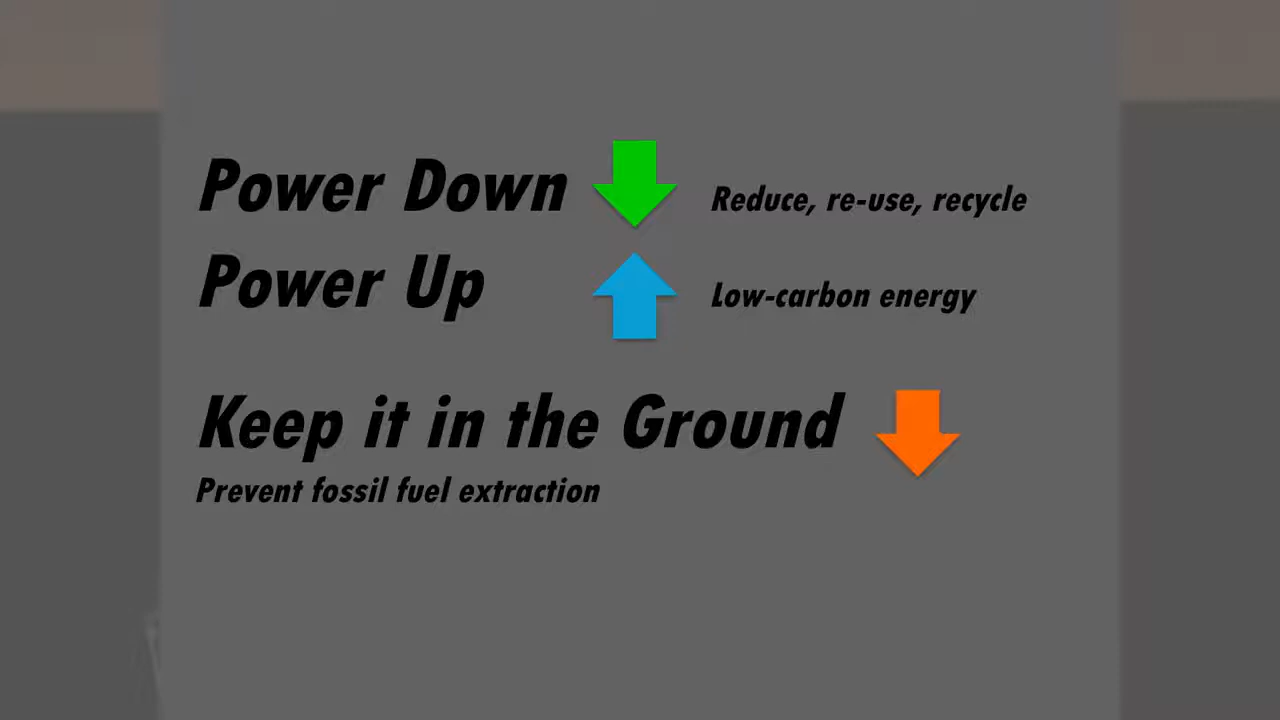 Power Down
Reduce, re-use, recycle
Power Up
Low-carbon energy
Keep it in the Ground
Prevent fossil fuel extraction